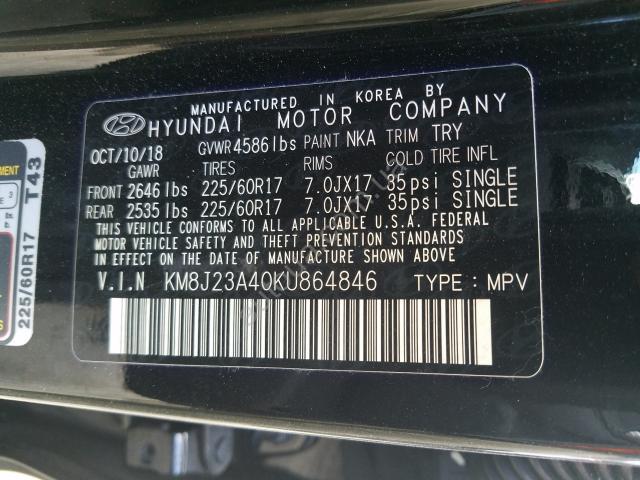 MANUFACTURED IN KOREA BY
HYUNDAI MOTOR COMPANY
OCT/10/18 GVWR 4586lbs PAINT NKA TRIM TRY
GAWR TIRES RIMS COLD TIRE INFL
FRONT 2646 lbs 225/60R17 7.0JX17 35psi SINGLE
REAR 2535 lbs 225/60R17 7.0JX17 35psi SINGLE
THIS VEHICLE CONFORMS TO ALL APPLICABLE U.S.A. FEDERAL
MOTOR VEHICLE SAFETY AND THEFT PREVENTION STANDARDS
IN EFFECT ON THE DATE OF MANUFACTURE SHOWN ABOVE.
V.I.N KM8J23A40KU864846 TYPE : MPV
225/60R17 T43